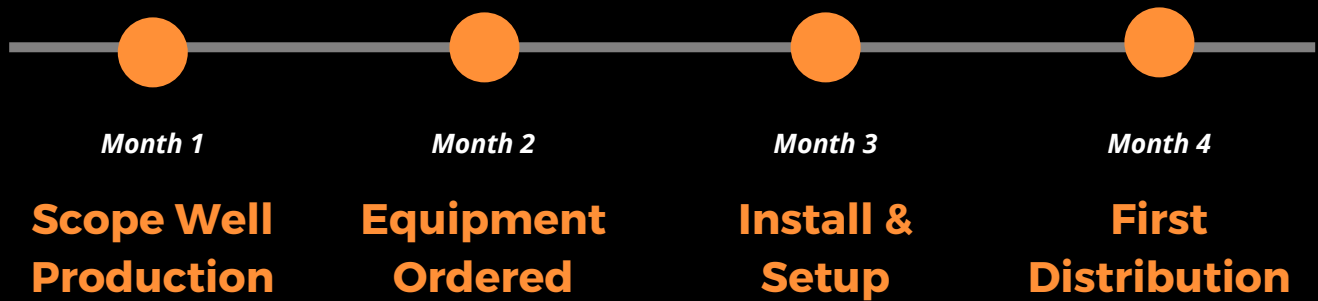 Month 1
Scope Well
Production
Month 2
Equipment
Ordered
Month 3
Install &
Setup
Month 4
First
Distribution